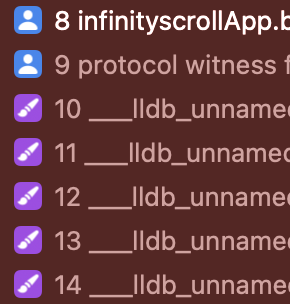 8 infinityscrollApp.b
9 protocol witness f
10 ___lldb_unnamed
11 ___lldb_unnamed
12 ___lldb_unnamed
13 ___lldb_unnamed
14 ___lldb_unnamed